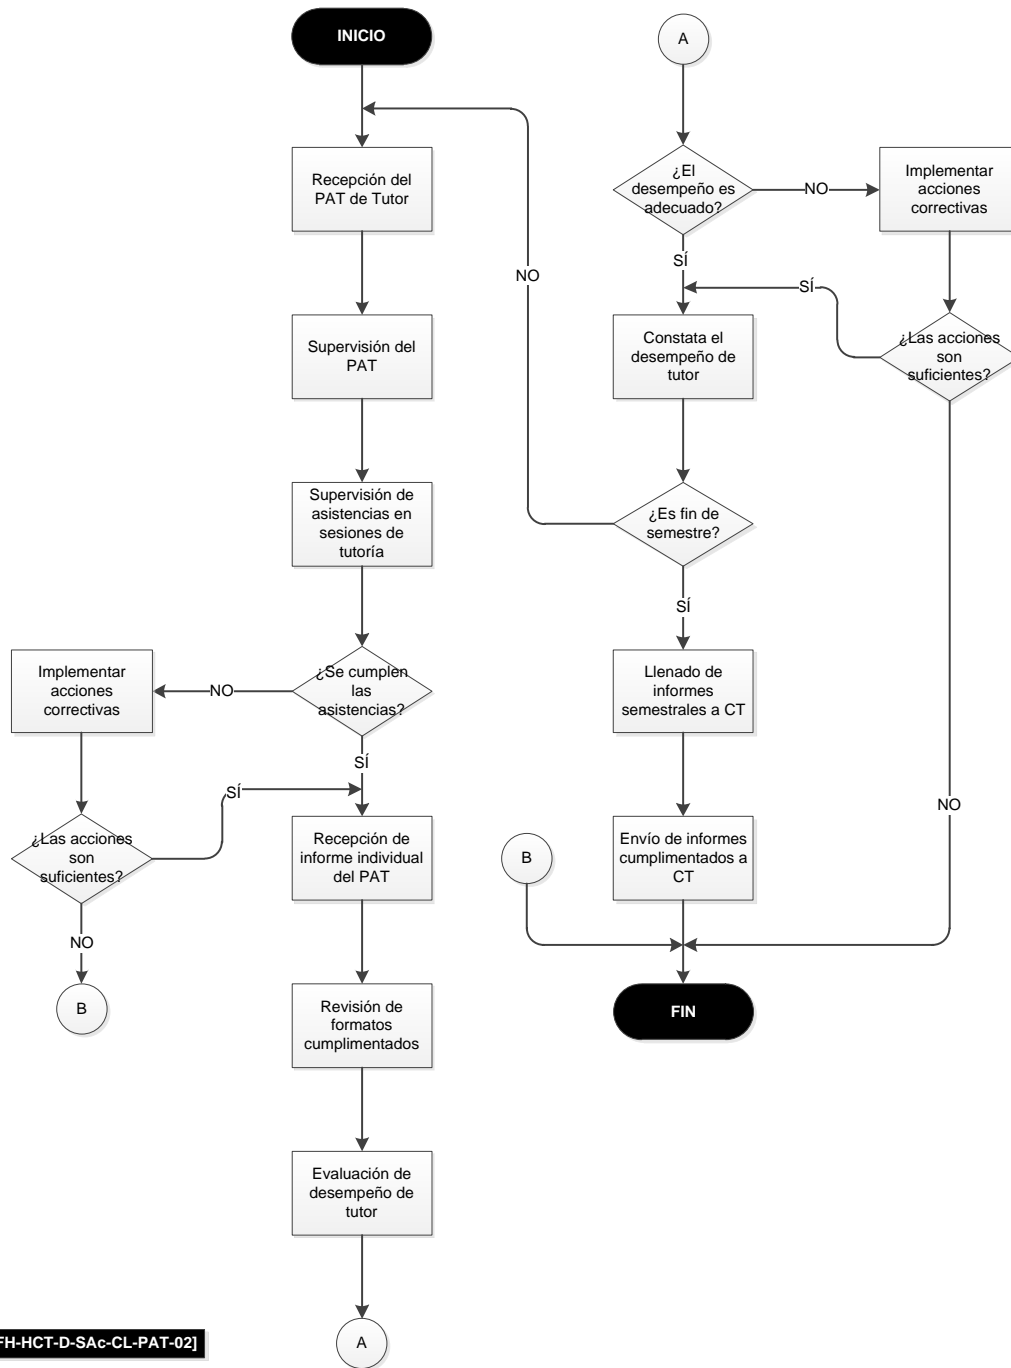 INICIO
Recepción del
PAT de Tutor
Supervisión del
PAT
Supervisión de
asistencias en
sesiones de
tutoría
¿Se cumplen
las
asistencias?
NO
Implementar
acciones
correctivas
¿Las acciones
son
suficientes?
SÍ
NO
B
SÍ
Recepción de
informe individual
del PAT
Revisión de
formatos
cumplimentados
Evaluación de
desempeño de
tutor
A
FH-HCT-D-SAc-CL-PAT-02]
A
¿El
desempeño es
adecuado?
NO
Implementar
acciones
correctivas
SÍ
SÍ
¿Las acciones
son
suficientes?
NO
Constata el
desempeño de
tutor
¿Es fin de
semestre?
NO
SÍ
Llenado de
informes
semestrales a CT
Envío de informes
cumplimentados a
CT
B
FIN